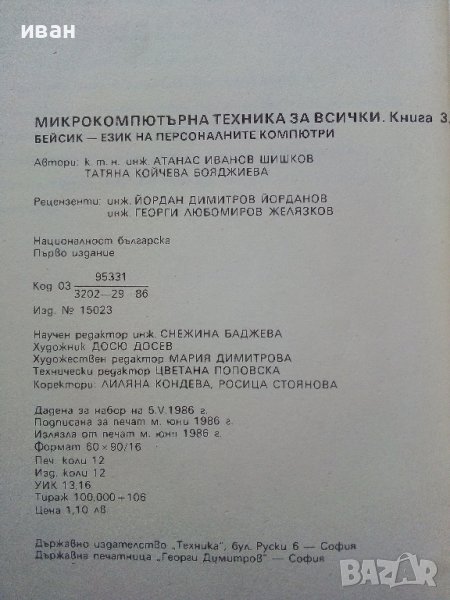 иван
МИКРОКОМПЮТЪРНА ТЕХНИКА ЗА ВСИЧКИ. Книга 3.
БЕЙСИК — ЕЗИК НА ПЕРСОНАЛНИТЕ КОМПЮТРИ
Автори: к. т. н. инж. АТАНАС ИВАНОВ ШИШКОВ
ТАТЯНА КОЙЧЕВА БОЯДЖИЕВА
Рецензенти: инж. ЙОРДАН ДИМИТРОВ ЙОРДАНОВ
инж. ГЕОРГИ ЛЮБОМИРОВ ЖЕЛЯЗКОВ
Националност българска
Първо издание
95331
Код 03
3202—29—86
Изд. № 15023
Научен редактор инж. СНЕЖИНА БАДЖЕВА
Художник ДОСЮ ДОСЕВ
Художествен редактор МАРИЯ ДИМИТРОВА
Технически редактор ЦВЕТАНА ПОПОВСКА
Коректори: ЛИЛЯНА КОНДЕВА, РОСИЦА СТОЯНОВА
Дадена за набор на 5.V.1986 г.
Подписана за печат м. юни 1986 г.
Излязла от печат м. юни 1986 г.
Формат 60×90/16
Печ. коли 12
Изд. коли 12
УИК 13,16
Тираж 100,000+106
Цена 1,10 лв.
Държавно издателство „Техника", бул. Руски 6 — София
Държавна печатница „Георги Димитров" — София
BAZAR
.bg